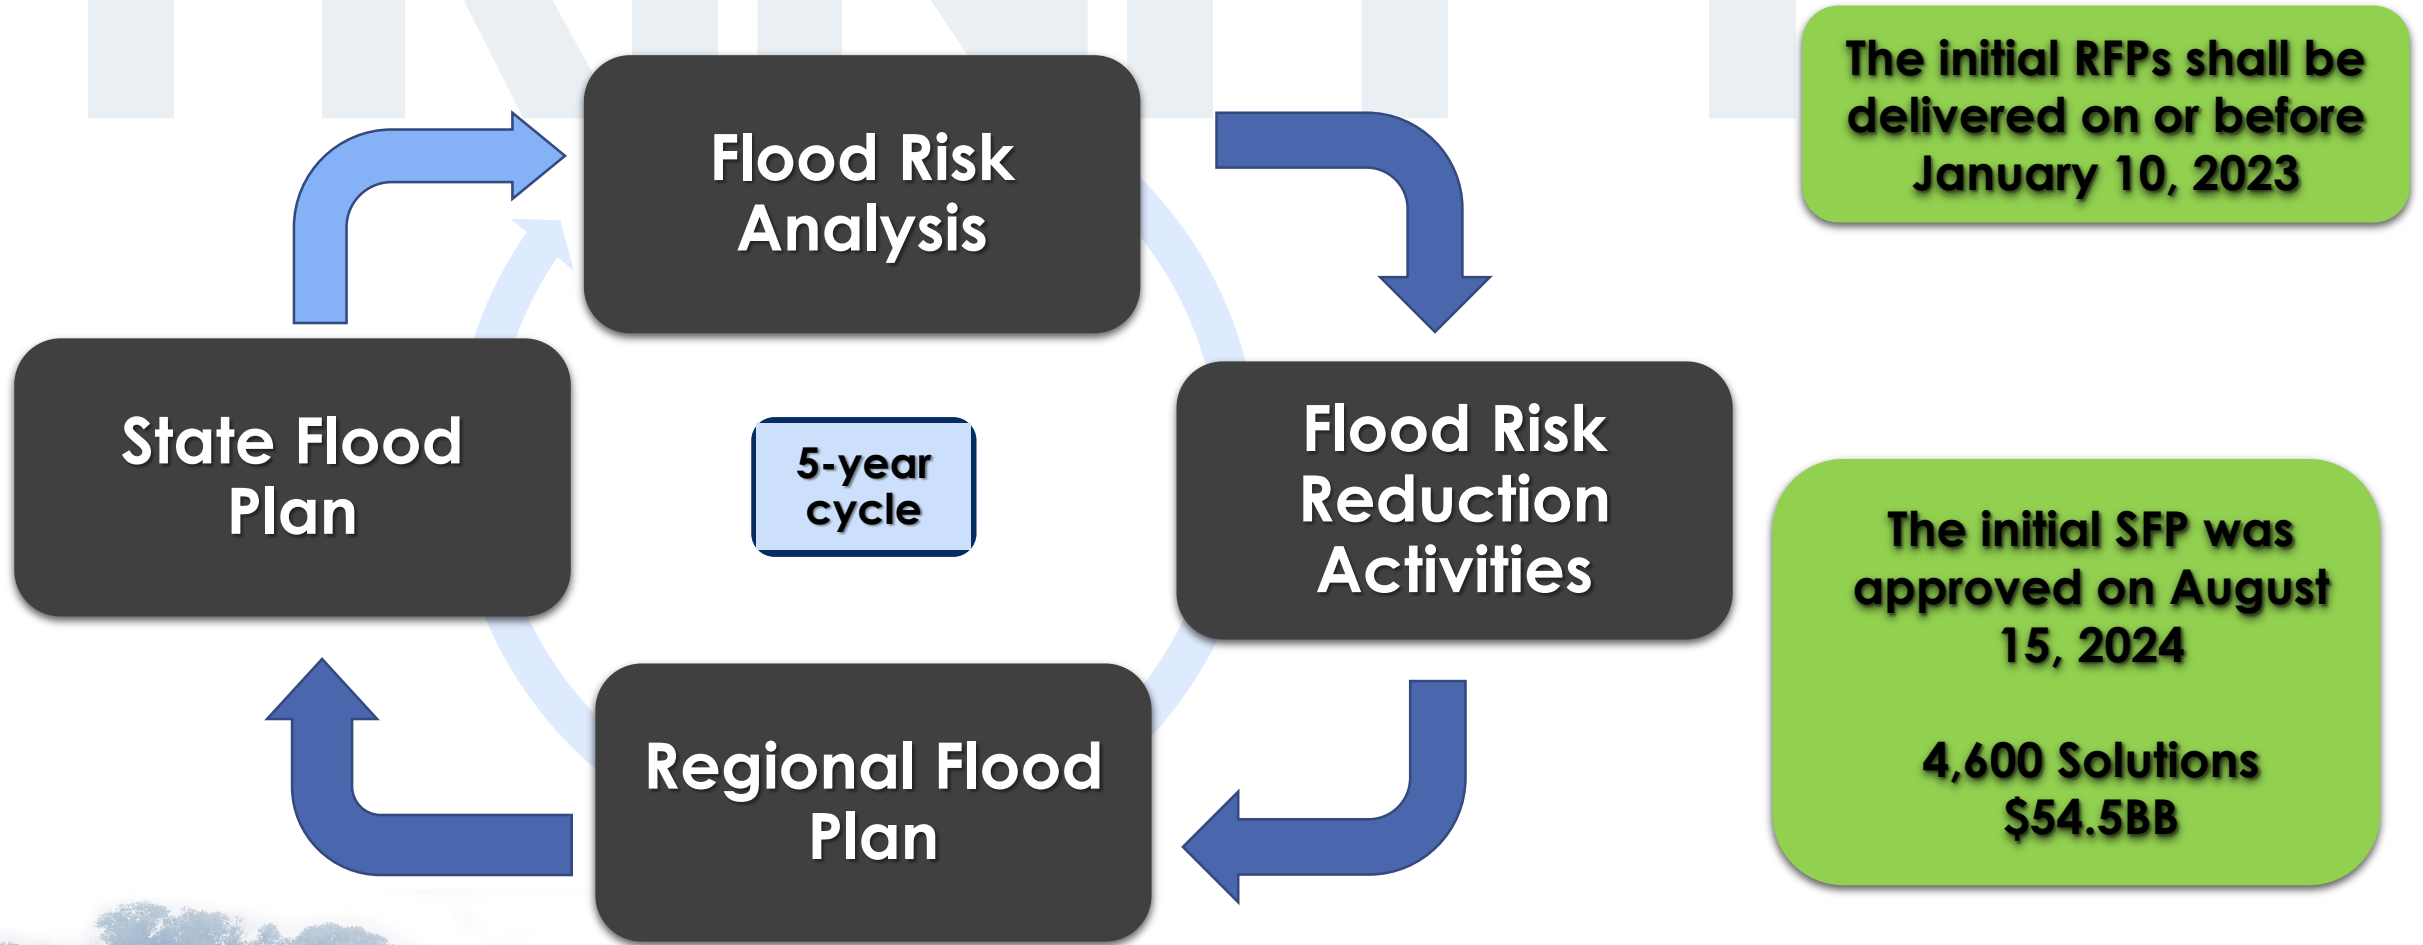 Flood Risk
Analysis
Flood Risk
Reduction
Activities
Regional Flood
Plan
State Flood
Plan
5-year
cycle
The initial RFPs shall be
delivered on or before
January 10, 2023
The initial SFP was
approved on August
15, 2024
4,600 Solutions
$54.5BB